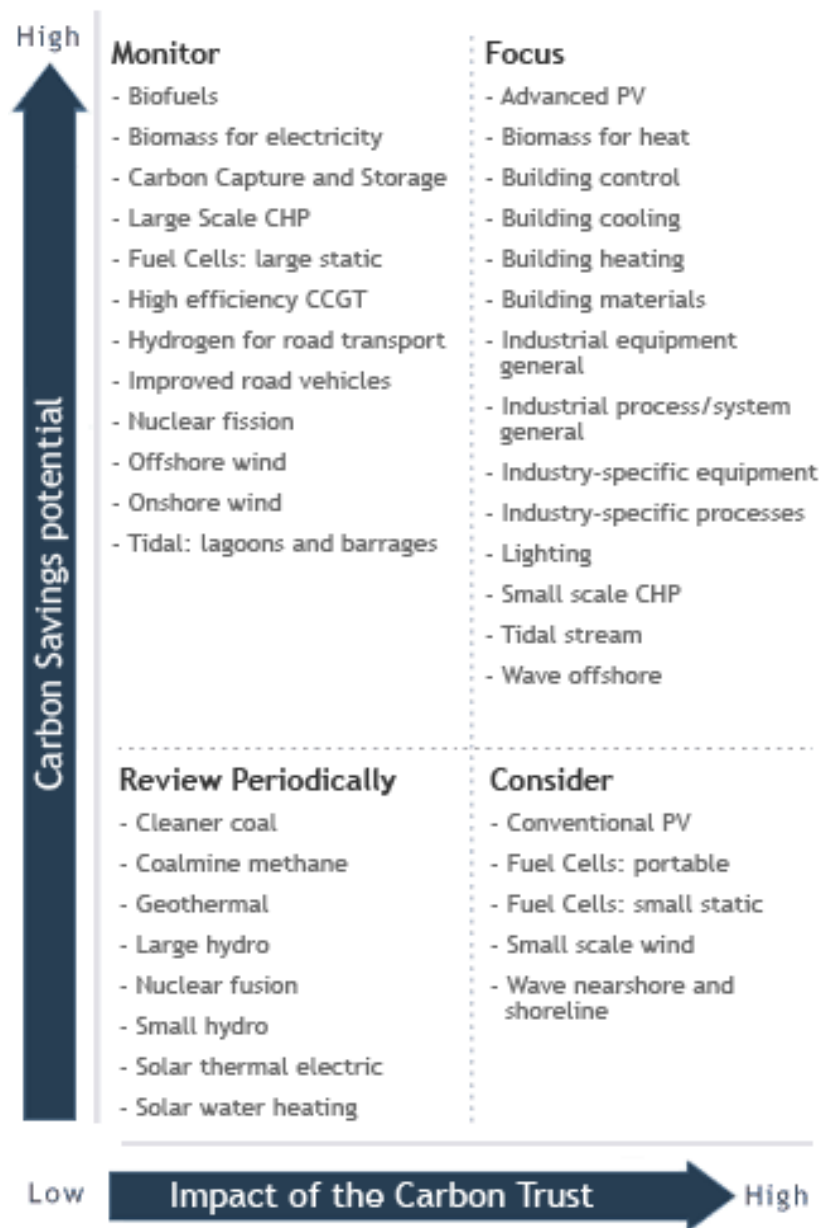 High
Monitor
- Biofuels
- Biomass for electricity
- Carbon Capture and Storage
- Large Scale CHP
- Fuel Cells: large static
- High efficiency CCGT
- Hydrogen for road transport
- Improved road vehicles
- Nuclear fission
- Offshore wind
- Onshore wind
- Tidal: lagoons and barrages
Focus
- Advanced PV
- Biomass for heat
- Building control
- Building cooling
- Building heating
- Building materials
- Industrial equipment
general
- Industrial process/system
general
- Industry-specific equipment
- Industry-specific processes
- Lighting
- Small scale CHP
- Tidal stream
- Wave offshore
Carbon Savings potential
Review Periodically
- Cleaner coal
- Coalmine methane
- Geothermal
- Large hydro
- Nuclear fusion
- Small hydro
- Solar thermal electric
- Solar water heating
Consider
- Conventional PV
- Fuel Cells: portable
- Fuel Cells: small static
- Small scale wind
- Wave nearshore and
shoreline
Low
Impact of the Carbon Trust
High